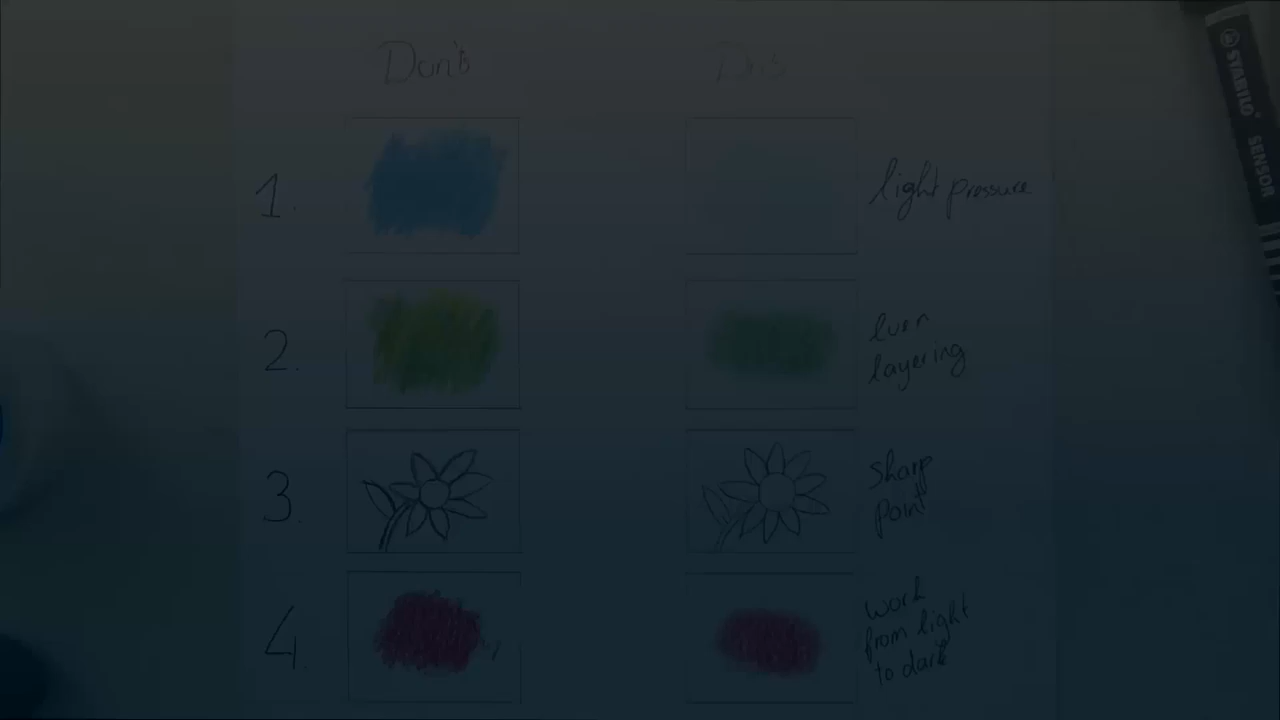 Don'ts
Do's
1.
light pressure
2.
even
layering
3.
sharp
point
4.
work
from light
to dark
STABILO
SENSOR